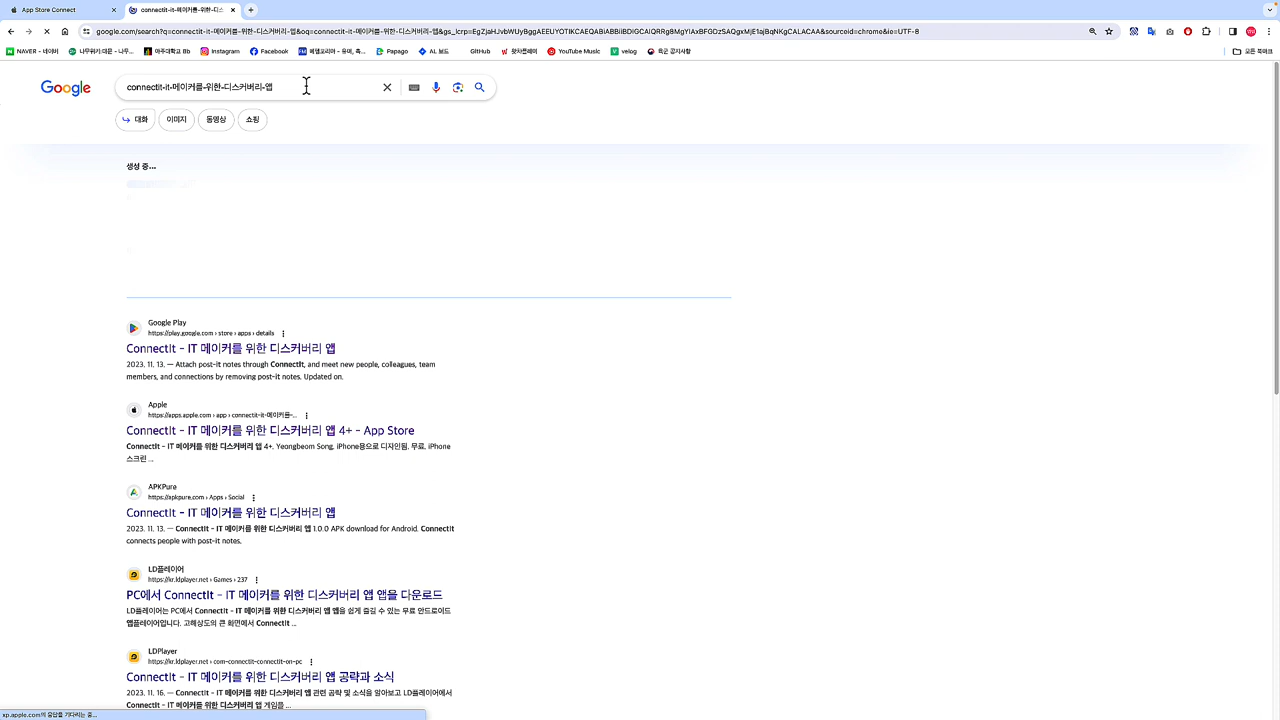 App Store Connect
connectit-it-메이커를-위한-디스
google.com/search?q=connectit-it-메이커를-위한-디스커버리-앱&oq=connectit-it-메이커를-위한-디스커버리-앱&gs_lcrp=EgZjaHJvbWUyBggAEEUYOTIKCAEQABiABBiiBDIGCAIQRRg8MgYIAxBFGDzSAQgxMjE1ajBqNKgCALACAA&sourceid=chrome&ie=UTF-8
NAVER - 네이버
나무위키:대문 - 나무...
아주대학교 Bb
Instagram
Facebook
에펨코리아 - 유머, 축...
Papago
AL 보드
GitHub
왓차플레이
YouTube Music
velog
육군 공지사항
모든 북마크
Google
connectit-it-메이커를-위한-디스커버리-앱
대화
이미지
동영상
쇼핑
생성 중...
Google Play
https://play.google.com › store › apps › details
ConnectIt - IT 메이커를 위한 디스커버리 앱
2023. 11. 13. — Attach post-it notes through ConnectIt, and meet new people, colleagues, team
members, and connections by removing post-it notes. Updated on.
Apple
https://apps.apple.com › app › connectit-it-메이커를-...
ConnectIt - IT 메이커를 위한 디스커버리 앱 4+ - App Store
ConnectIt - IT 메이커를 위한 디스커버리 앱 4+. Yeongbeom Song. iPhone용으로 디자인됨. 무료. iPhone
스크린 ...
APKPure
https://apkpure.com › Apps › Social
ConnectIt - IT 메이커를 위한 디스커버리 앱
2023. 11. 13. — ConnectIt - IT 메이커를 위한 디스커버리 앱 1.0.0 APK download for Android. ConnectIt
connects people with post-it notes.
LD플레이어
https://kr.ldplayer.net › Games › 237
PC에서 ConnectIt - IT 메이커를 위한 디스커버리 앱 앱을 다운로드
LD플레이어는 PC에서 ConnectIt - IT 메이커를 위한 디스커버리 앱 앱을 쉽게 즐길 수 있는 무료 안드로이드
앱플레이어입니다. 고해상도의 큰 화면에서 ConnectIt ...
LDPlayer
https://kr.ldplayer.net › com-connectit-connectit-on-pc
ConnectIt - IT 메이커를 위한 디스커버리 앱 공략과 소식
2023. 11. 16. — ConnectIt - IT 메이커를 위한 디스커버리 앱 관련 공략 및 소식을 알아보고 LD플레이어에서
ConnectIt - IT 메이커를 위한 디스커버리 앱 게임을 ...
xp.apple.com의 응답을 기다리는 중...